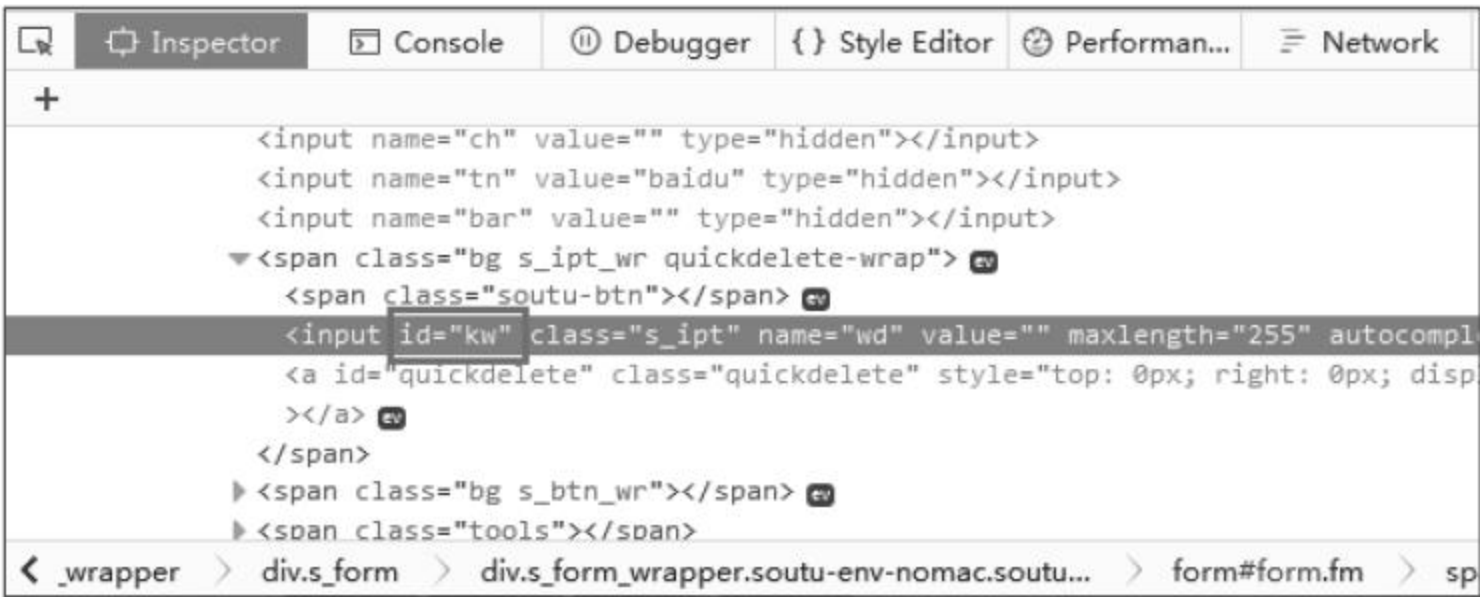 Inspector Console Debugger { } Style Editor Performan... Network
+
<input name="ch" value="" type="hidden"></input>
<input name="tn" value="baidu" type="hidden"></input>
<input name="bar" value="" type="hidden"></input>
<span class="bg s_ipt_wr quickdelete-wrap"> ev
<span class="soutu-btn"></span> ev
<input id="kw" class="s_ipt" name="wd" value="" maxlength="255" autocompl
<a id="quickdelete" class="quickdelete" style="top: 0px; right: 0px; disp
></a> ev
</span>
<span class="bg s_btn_wr"></span> ev
<span class="tools"></span>
_wrapper div.s_form div.s_form_wrapper.soutu-env-nomac.soutu... form#form.fm sp